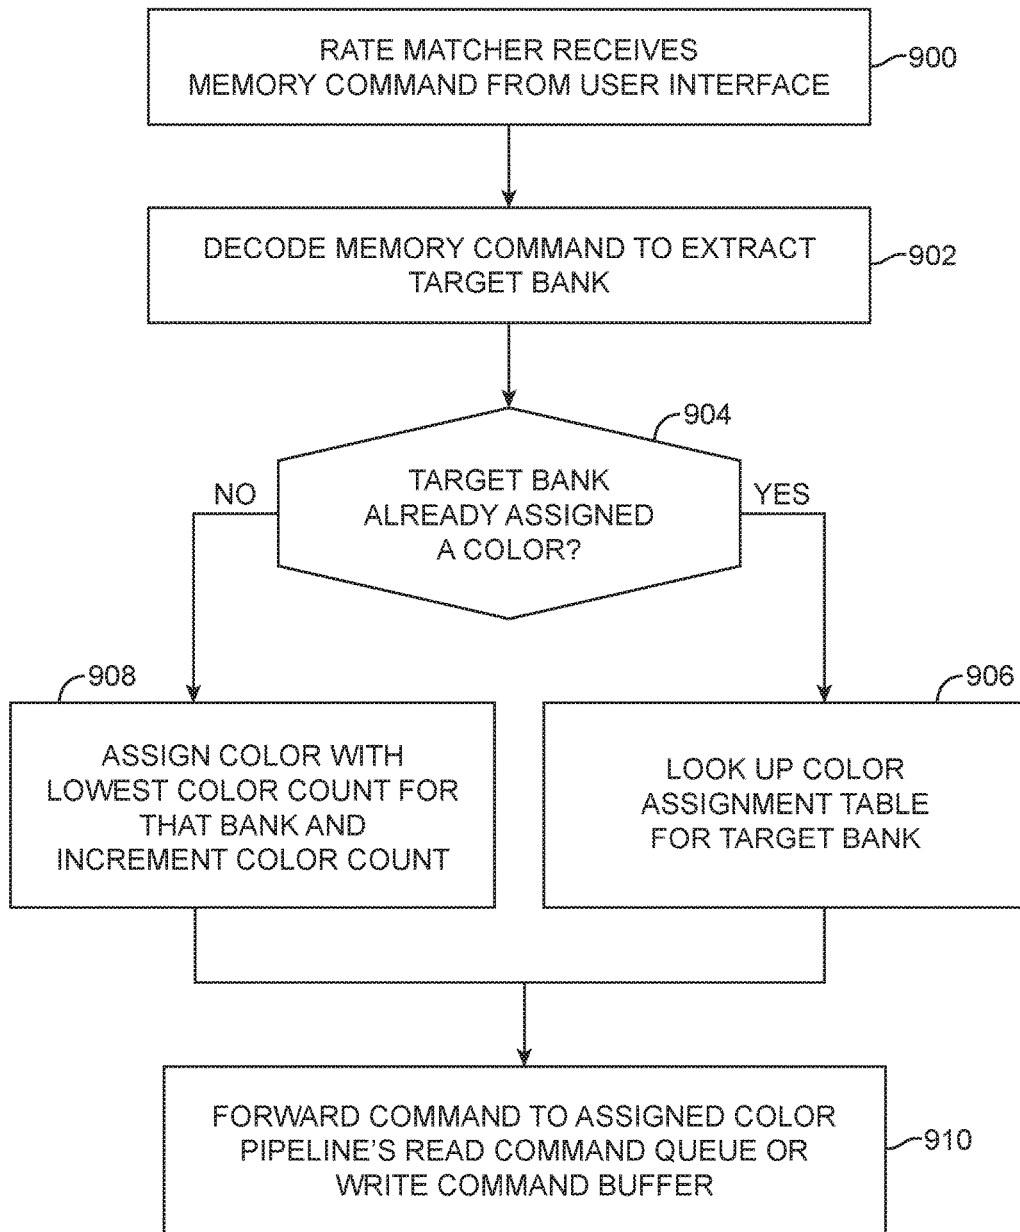 RATE MATCHER RECEIVES
MEMORY COMMAND FROM USER INTERFACE
900
DECODE MEMORY COMMAND TO EXTRACT
TARGET BANK
902
904
TARGET BANK
ALREADY ASSIGNED
A COLOR?
NO
YES
908
ASSIGN COLOR WITH
LOWEST COLOR COUNT FOR
THAT BANK AND
INCREMENT COLOR COUNT
906
LOOK UP COLOR
ASSIGNMENT TABLE
FOR TARGET BANK
FORWARD COMMAND TO ASSIGNED COLOR
PIPELINE'S READ COMMAND QUEUE OR
WRITE COMMAND BUFFER
910